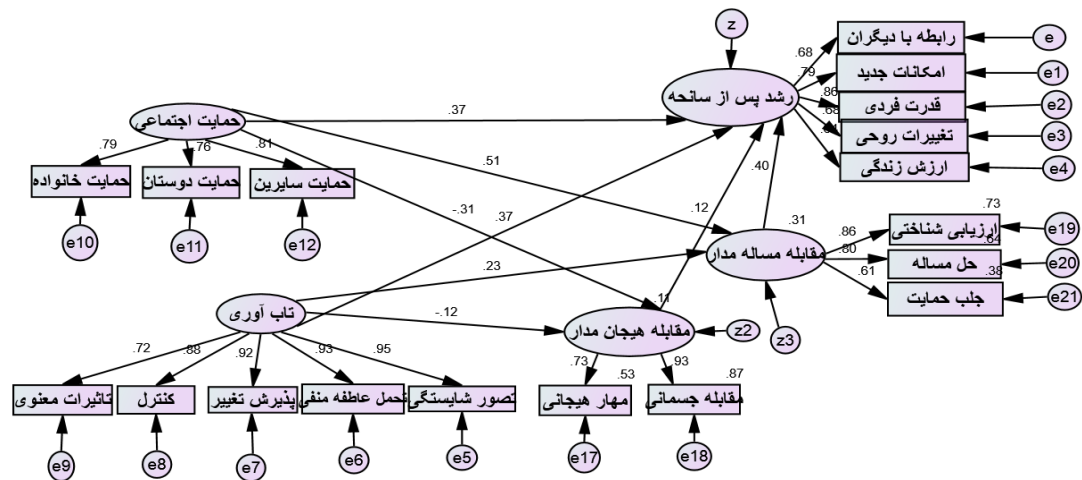 z
رابطه با دیگران
e
.68
امکانات جدید
e1
.79
رشد پس از سانحه
قدرت فردی
e2
.86
تغییرات روحی
e3
.68
ارزش زندگی
e4
حمایت اجتماعی
.37
.79
.76
.81
.51
.40
حمایت خانواده
حمایت دوستان
حمایت سایرین
e10
e11
e12
-.31
.37
.12
.31
مقابله مساله مدار
.73
.86
ارزیابی شناختی
e19
.80
.64
حل مساله
e20
.61
.38
جلب حمایت
e21
.23
z3
تاب آوری
-.12
.11
مقابله هیجان مدار
z2
.72
.88
.92
.93
.95
.73
.53
.93
.87
تاثیرات معنوی
کنترل
پذیرش تغییر
تحمل عاطفه منفی
تصور شایستگی
مهار هیجانی
مقابله جسمانی
e9
e8
e7
e6
e5
e17
e18